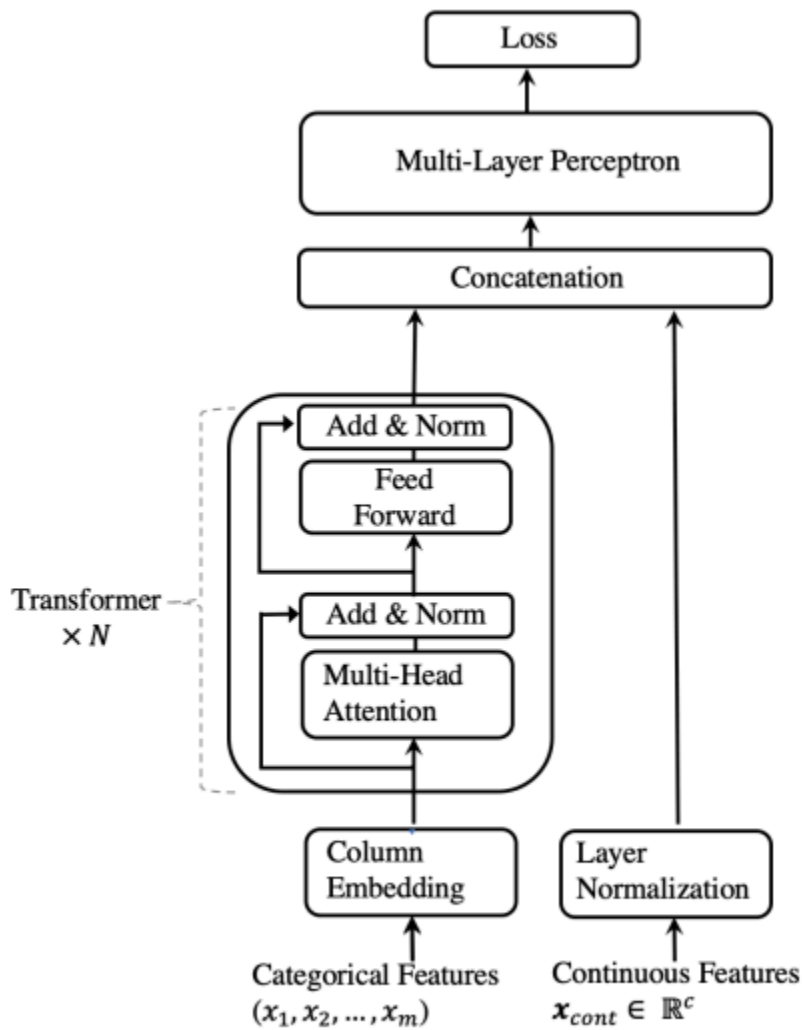 Loss
Multi-Layer Perceptron
Concatenation
Add & Norm
Feed
Forward
Transformer
× N
Add & Norm
Multi-Head
Attention
Column
Embedding
Layer
Normalization
Categorical Features
(x₁, x₂, ..., xₘ)
Continuous Features
x_cont ∈ ℝᶜ